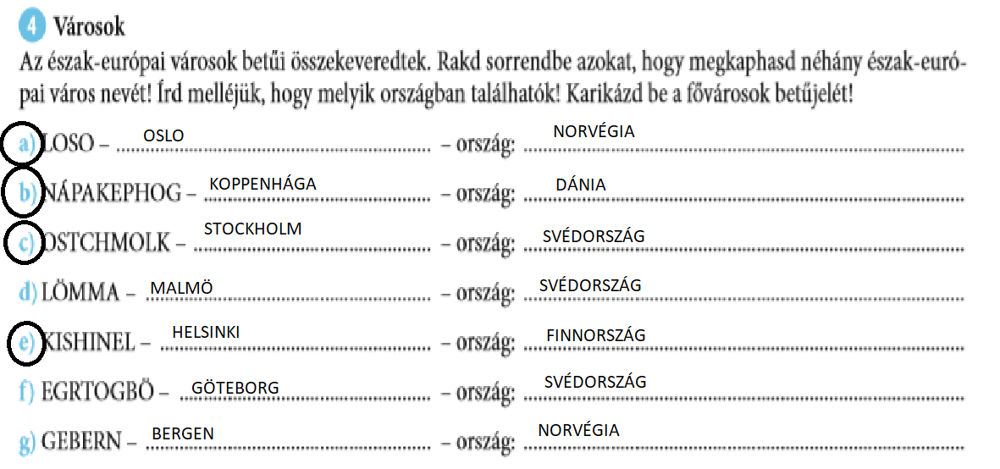 4 Városok
Az észak-európai városok betűi összekeveredtek. Rakd sorrendbe azokat, hogy megkaphasd néhány észak-euró-
pai város nevét! Írd melléjük, hogy melyik országban találhatók! Karikázd be a fővárosok betűjelét!
a) LOSO – OSLO – ország: NORVÉGIA
b) NÁPAKEPHOG – KOPPENHÁGA – ország: DÁNIA
c) OSTCHMOLK – STOCKHOLM – ország: SVÉDORSZÁG
d) LÖMMA – MALMÖ – ország: SVÉDORSZÁG
e) KISHINEL – HELSINKI – ország: FINNORSZÁG
f) EGRTOGBÖ – GÖTEBORG – ország: SVÉDORSZÁG
g) GEBERN – BERGEN – ország: NORVÉGIA